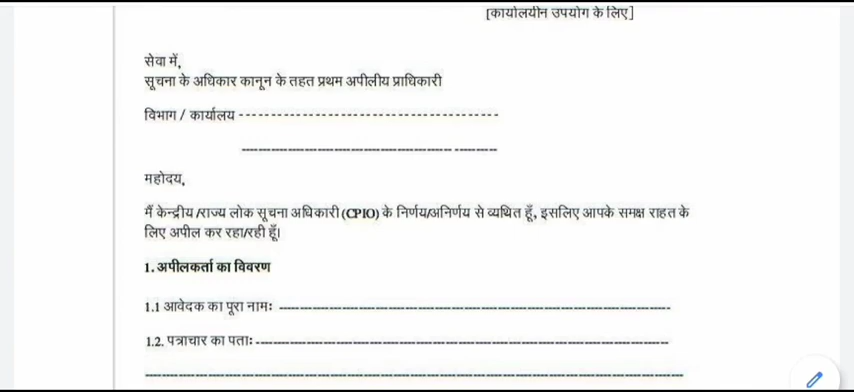 [कार्यालयीन उपयोग के लिए]
सेवा में,
सूचना के अधिकार कानून के तहत प्रथम अपीलीय प्राधिकारी
विभाग / कार्यालय ----------------------------------------
----------------------------------------
महोदय,
मैं केन्द्रीय /राज्य लोक सूचना अधिकारी (CPIO) के निर्णय/अनिर्णय से व्यथित हूँ, इसलिए आपके समक्ष राहत के
लिए अपील कर रहा/रही हूँ।
1. अपीलकर्ता का विवरण
1.1 आवेदक का पूरा नामः ----------------------------------------
1.2. पत्राचार का पताः ----------------------------------------
----------------------------------------